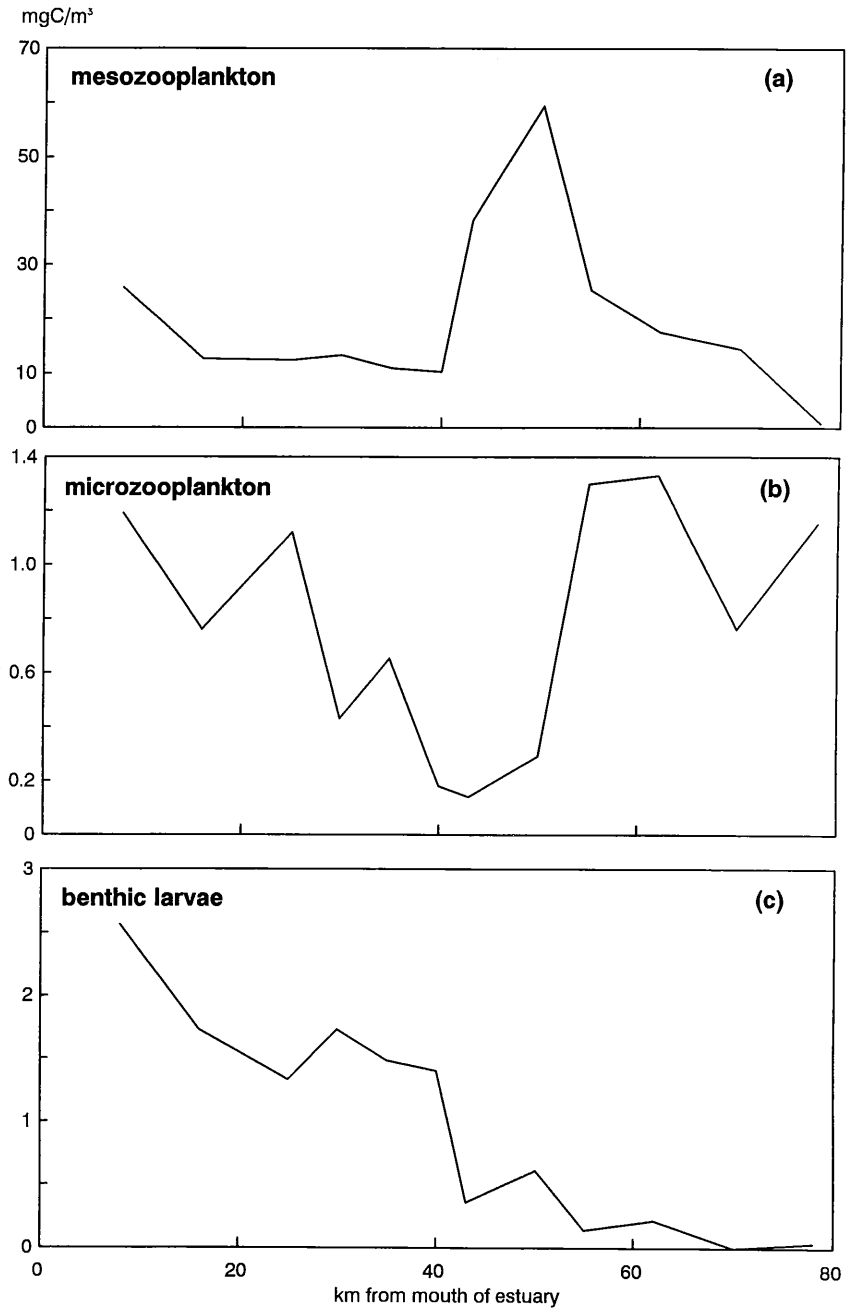 mgC/m³
70
mesozooplankton (a)
50
30
10
0
1.4
microzooplankton (b)
1.0
0.6
0.2
0
3
benthic larvae (c)
2
1
0
0 20 40 60 80
km from mouth of estuary